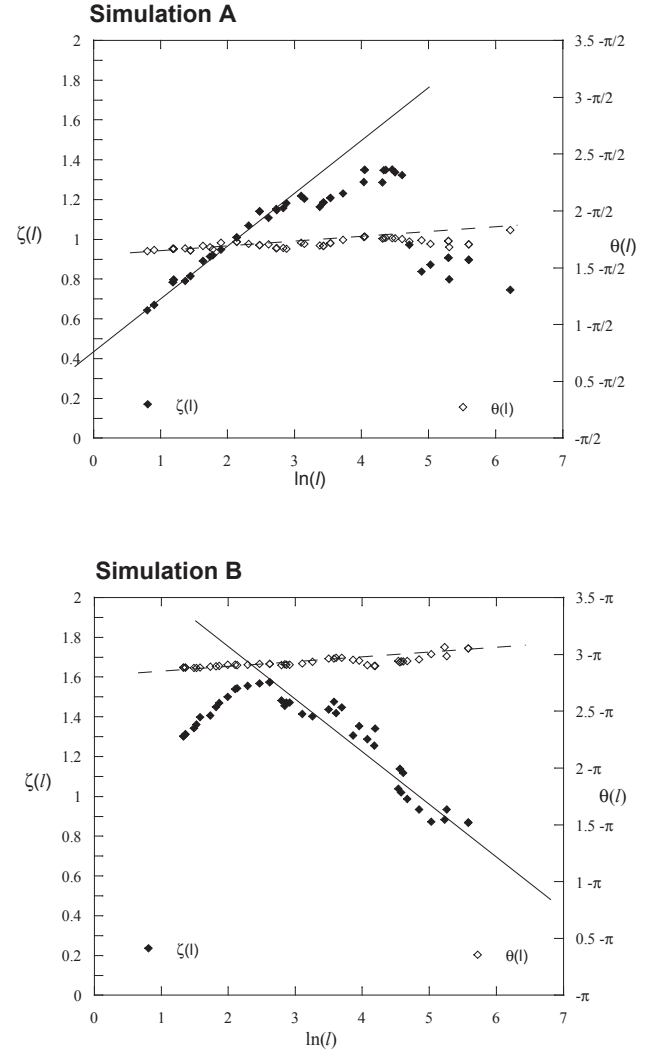 Simulation A
2
1.8
1.6
1.4
1.2
1
0.8
0.6
0.4
0.2
0
ζ(l)
3.5 -π/2
3 -π/2
2.5 -π/2
2 -π/2
1.5 -π/2
1 -π/2
0.5 -π/2
-π/2
θ(l)
ζ(l)
θ(l)
0 1 2 3 4 5 6 7
ln(l)
Simulation B
2
1.8
1.6
1.4
1.2
1
0.8
0.6
0.4
0.2
0
ζ(l)
3.5 -π
3 -π
2.5 -π
2 -π
1.5 -π
1 -π
0.5 -π
-π
θ(l)
ζ(l)
θ(l)
0 1 2 3 4 5 6 7
ln(l)